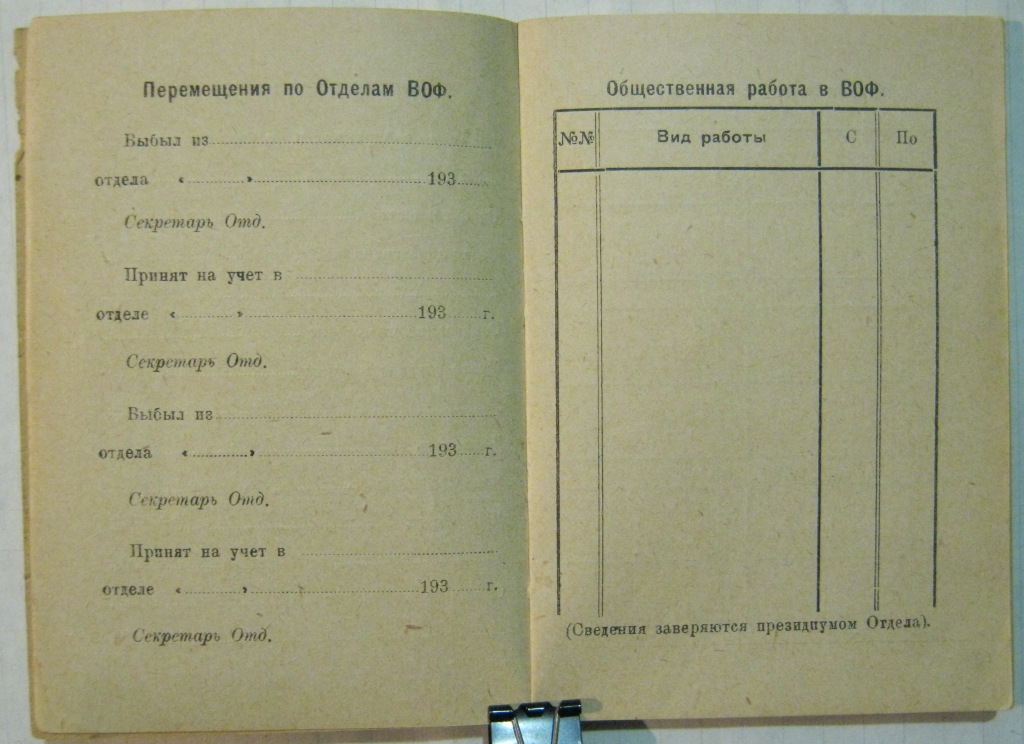 Перемещения по Отделам ВОФ.
Выбыл из
отдела « » 193
Секретарь Отд.
Принят на учет в
отделе « » 193 г.
Секретарь Отд.
Выбыл из
отдела « » 193 г.
Секретарь Отд.
Принят на учет в
отделе « » 193 г.
Секретарь Отд.
Общественная работа в ВОФ.
№№ Вид работы С По
(Сведения заверяются президиумом Отдела).